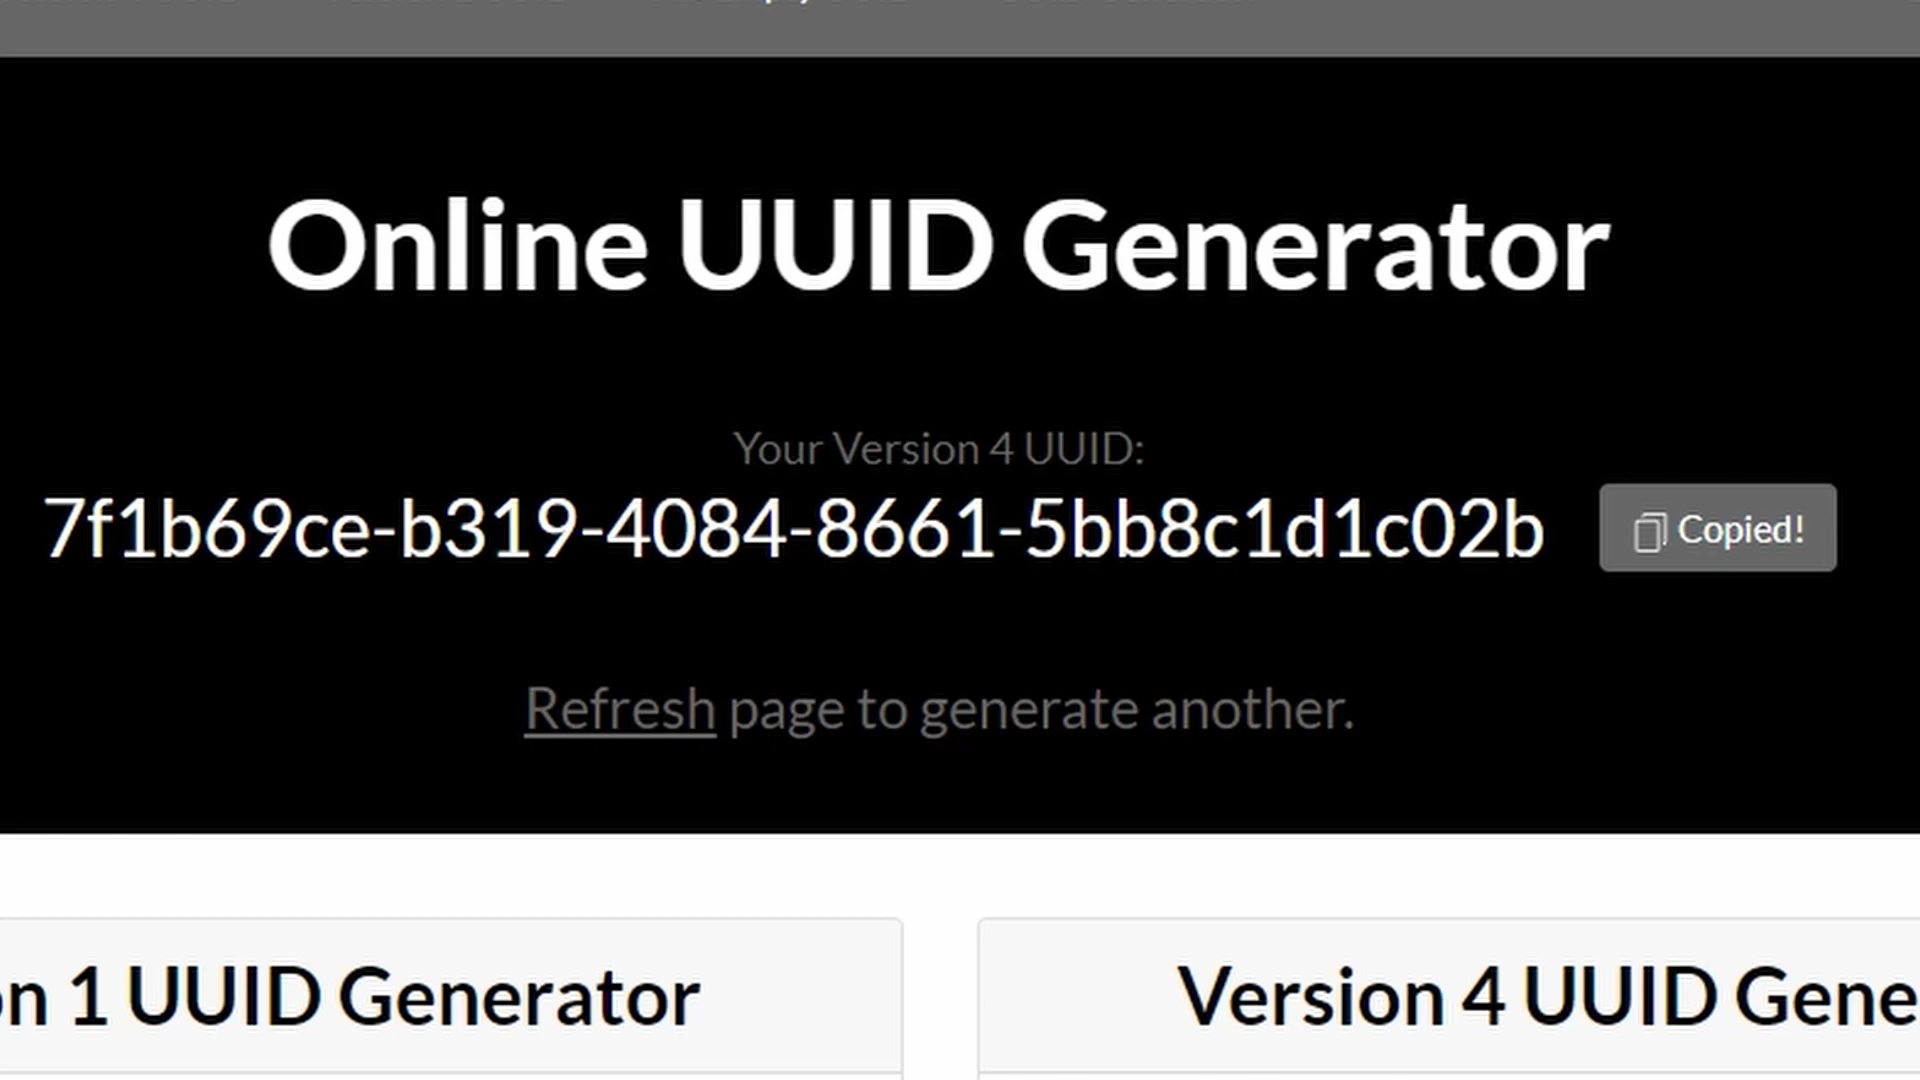 Online UUID Generator
Your Version 4 UUID:
7f1b69ce-b319-4084-8661-5bb8c1d1c02b
Copied!
Refresh page to generate another.
on 1 UUID Generator
Version 4 UUID Gene